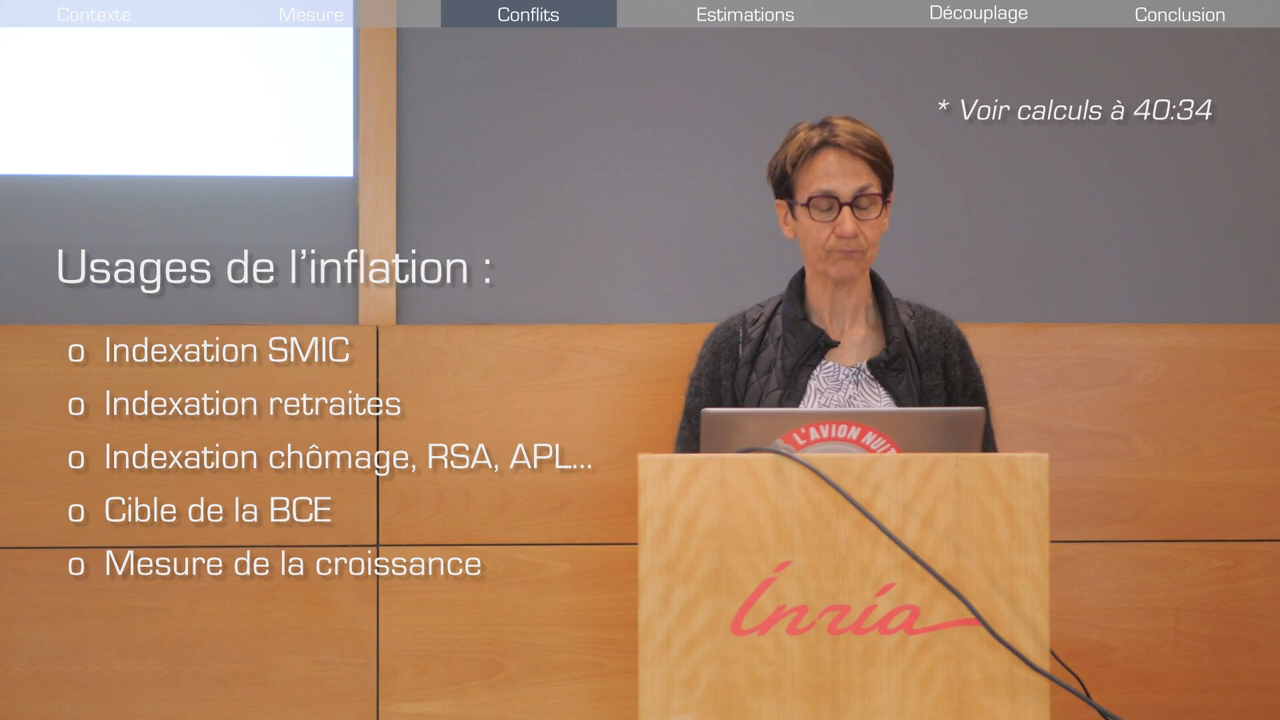 Contexte
Mesure
Conflits
Estimations
Découplage
Conclusion
* Voir calculs à 40:34
Usages de l'inflation :
o Indexation SMIC
o Indexation retraites
o Indexation chômage, RSA, APL...
o Cible de la BCE
o Mesure de la croissance
L'AVION NUIT
Inria